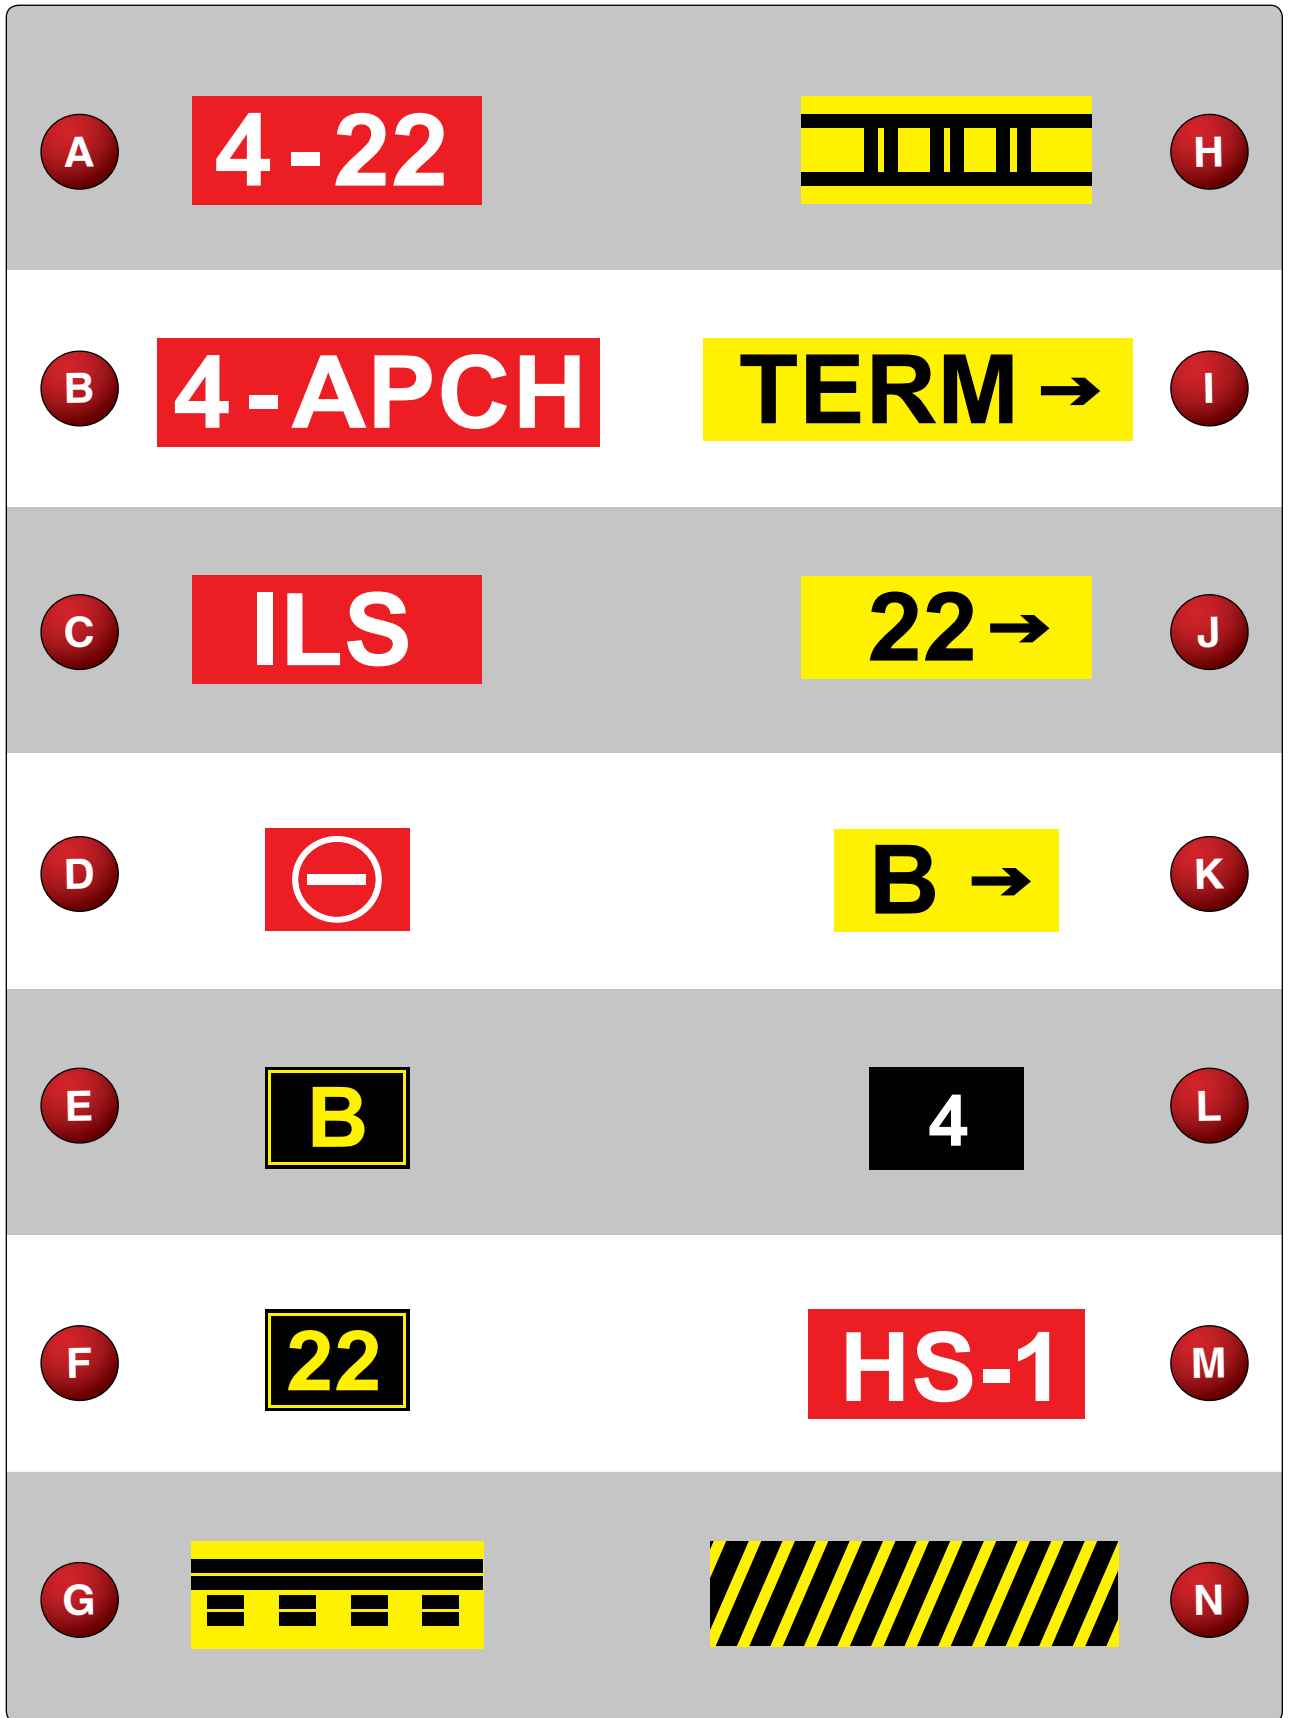 A 4-22 H
B 4-APCH TERM → I
C ILS 22 → J
D B → K
E B 4 L
F 22 HS-1 M
G N